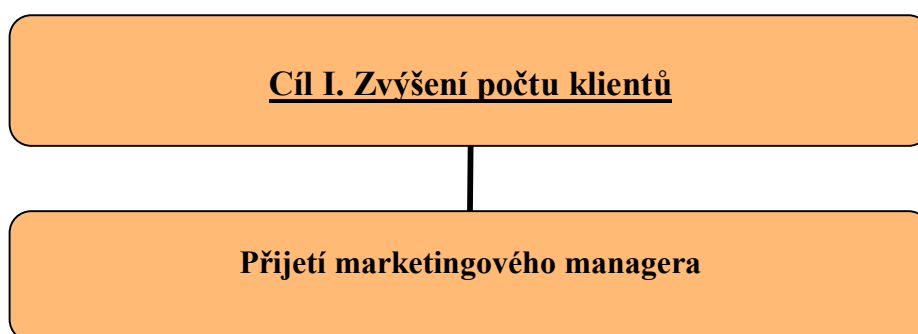 Cíl I. Zvýšení počtu klientů
Přijetí marketingového managera